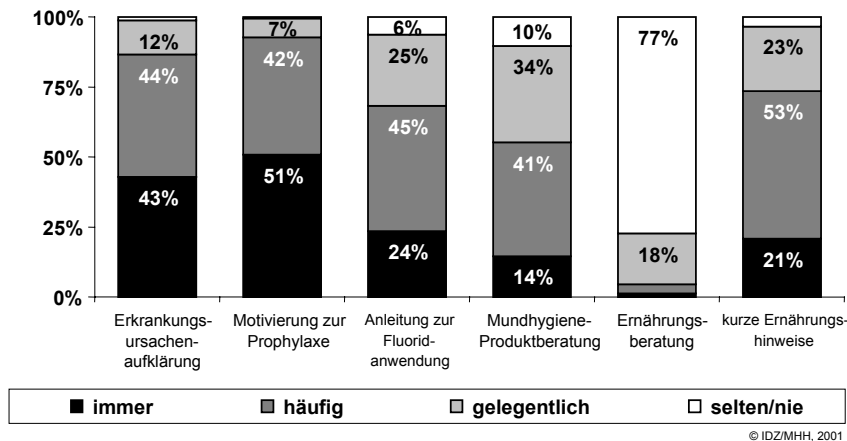 100%
12%
7%
6%
10%
77%
23%
44%
42%
25%
34%
75%
53%
45%
50%
41%
43%
51%
25%
24%
14%
18%
21%
0%
Erkrankungs-
ursachen-
aufklärung
Motivierung zur
Prophylaxe
Anleitung zur
Fluorid-
anwendung
Mundhygiene-
Produktberatung
Ernährungs-
beratung
kurze Ernährungs-
hinweise
immer häufig gelegentlich selten/nie
© IDZ/MHH, 2001